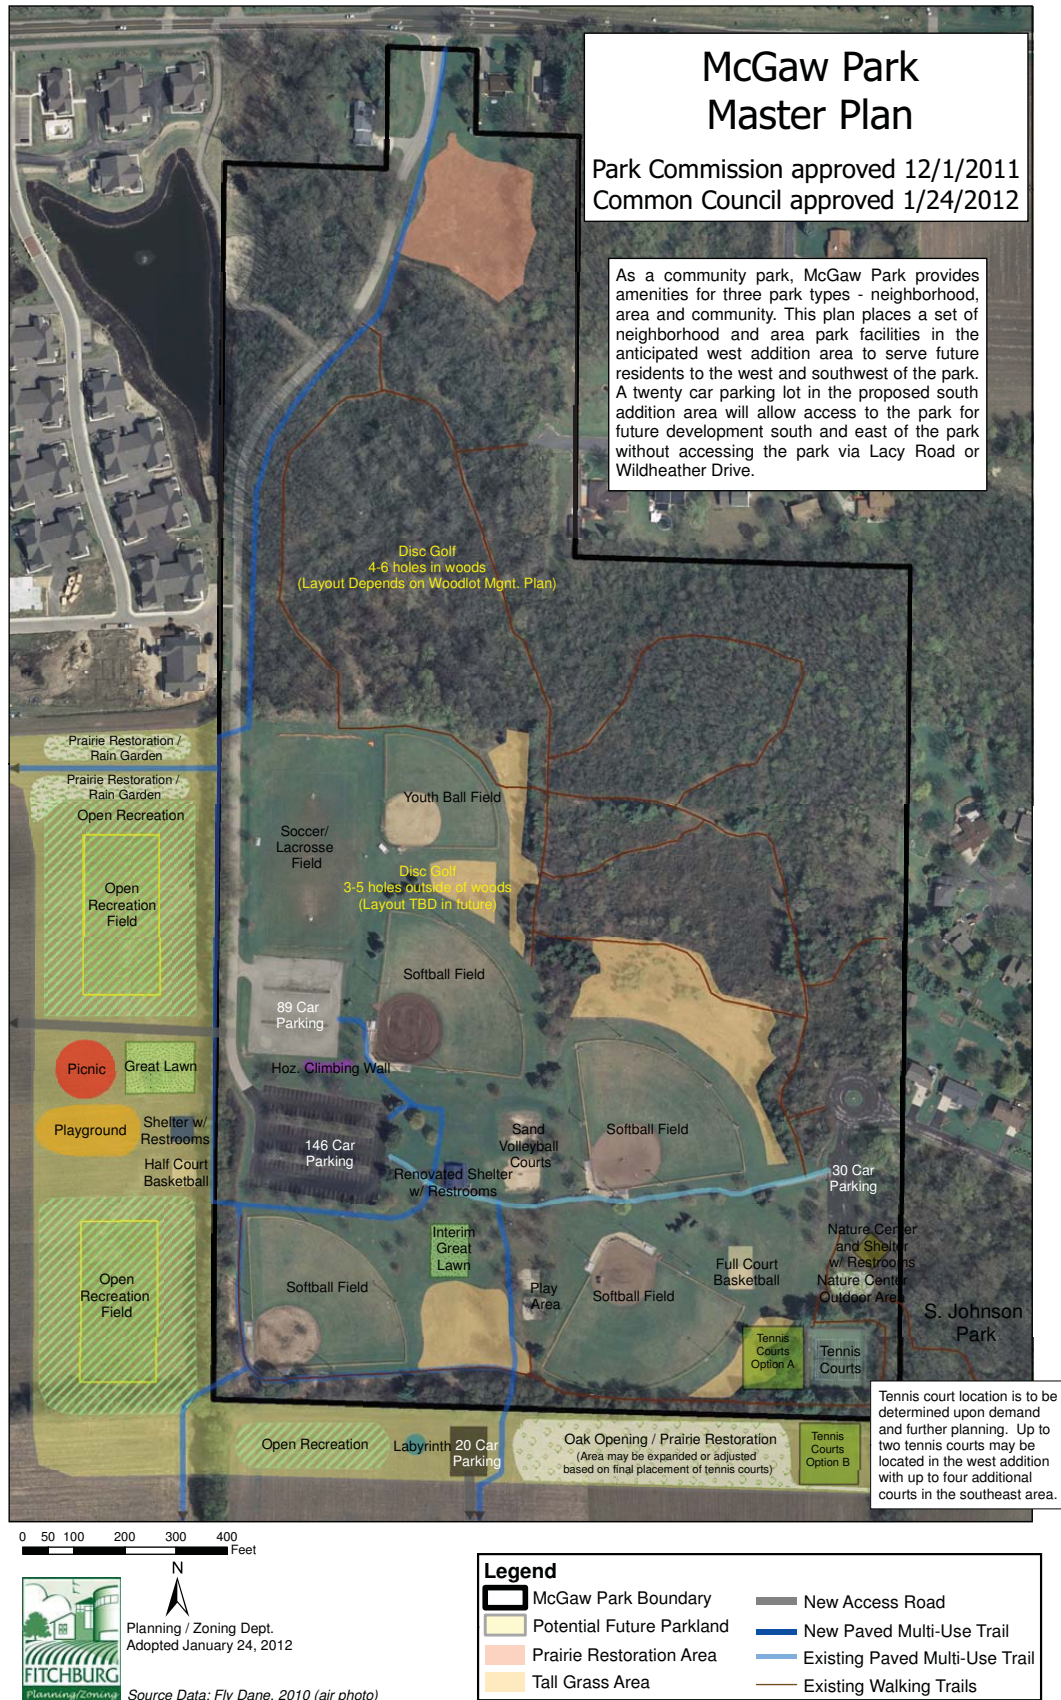 McGaw Park
Master Plan
Park Commission approved 12/1/2011
Common Council approved 1/24/2012
As a community park, McGaw Park provides
amenities for three park types - neighborhood,
area and community. This plan places a set of
neighborhood and area park facilities in the
anticipated west addition area to serve future
residents to the west and southwest of the park.
A twenty car parking lot in the proposed south
addition area will allow access to the park for
future development south and east of the park
without accessing the park via Lacy Road or
Wildheather Drive.
Disc Golf
4-6 holes in woods
(Layout Depends on Woodlot Mgnt. Plan)
Prairie Restoration /
Rain Garden
Prairie Restoration /
Rain Garden
Open Recreation
Open
Recreation
Field
Soccer/
Lacrosse
Field
Youth Ball Field
Disc Golf
3-5 holes outside of woods
(Layout TBD in future)
Softball Field
89 Car
Parking
Hoz. Climbing Wall
Picnic
Great Lawn
Playground
Shelter w/
Restrooms
Half Court
Basketball
146 Car
Parking
Renovated Shelter
w/ Restrooms
Sand
Volleyball
Courts
Softball Field
30 Car
Parking
Nature Center
and Shelter
w/ Restrooms
Nature Center
Outdoor Area
Interim
Great
Lawn
Full Court
Basketball
Open
Recreation
Field
Softball Field
Play
Area
Softball Field
S. Johnson
Park
Tennis
Courts
Option A
Tennis
Courts
Tennis court location is to be
determined upon demand
and further planning. Up to
two tennis courts may be
located in the west addition
with up to four additional
courts in the southeast area.
Open Recreation
Labyrinth
20 Car
Parking
Oak Opening / Prairie Restoration
(Area may be expanded or adjusted
based on final placement of tennis courts)
Tennis
Courts
Option B
0 50 100 200 300 400
Feet
N
Planning / Zoning Dept.
Adopted January 24, 2012
FITCHBURG
Planning/Zoning
Source Data: Fly Dane, 2010 (air photo)
Legend
McGaw Park Boundary
Potential Future Parkland
Prairie Restoration Area
Tall Grass Area
New Access Road
New Paved Multi-Use Trail
Existing Paved Multi-Use Trail
Existing Walking Trails